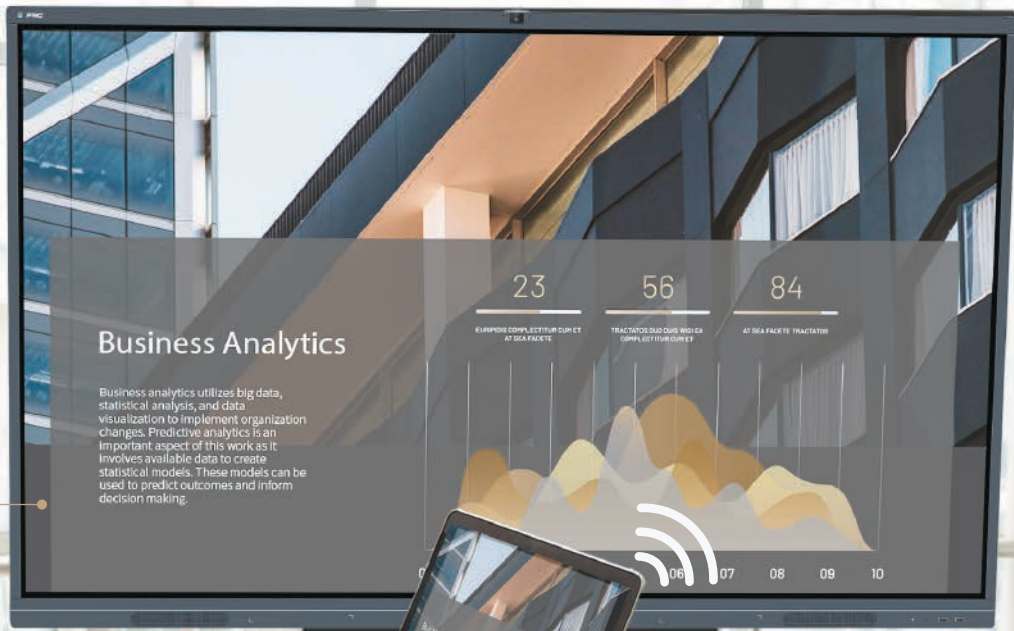 23
56
84
EURIPIDIS COMPLECTITUR CUM ET
AT SEA FACETE
TRACTATOS DUO DUIS WISI EA
COMPLECTITUR CUM ET
AT SEA FACETE TRACTATOS
Business Analytics
Business analytics utilizes big data,
statistical analysis, and data
visualization to implement organization
changes. Predictive analytics is an
important aspect of this work as it
involves available data to create
statistical models. These models can be
used to predict outcomes and inform
decision making.
06 07 08 09 10